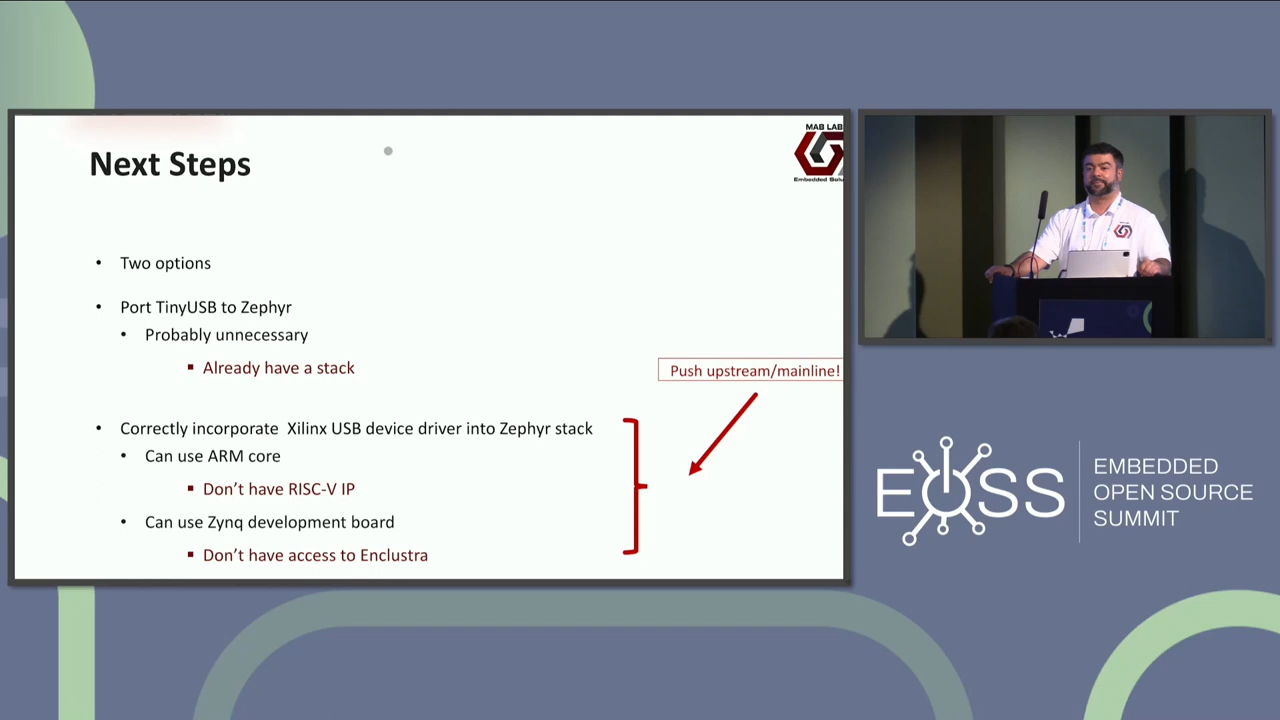 Next Steps
MAB LAB
Embedded Solu
Two options
Port TinyUSB to Zephyr
Probably unnecessary
Already have a stack
Push upstream/mainline!
Correctly incorporate Xilinx USB device driver into Zephyr stack
Can use ARM core
Don't have RISC-V IP
Can use Zynq development board
Don't have access to Enclustra
EOSS
EMBEDDED
OPEN SOURCE
SUMMIT